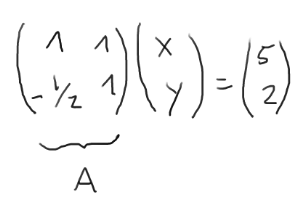 ( 1 1 ) ( x ) = ( 5 )
( -1/2 1 ) ( y ) ( 2 )
A